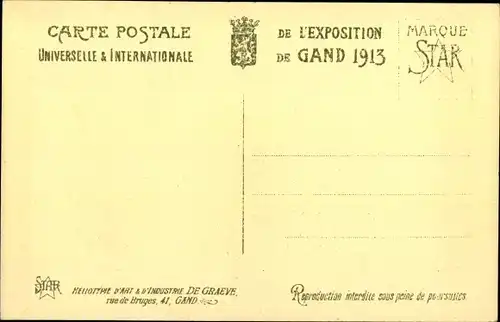 CARTE POSTALE
UNIVERSELLE & INTERNATIONALE
DE L'EXPOSITION
DE GAND 1913
MARQUE
STAR
STAR
HÉLIOTYPIE D'ART & D'INDUSTRIE DE GRAEVE,
rue de Bruges, 41, GAND
Reproduction interdite sous peine de poursuites